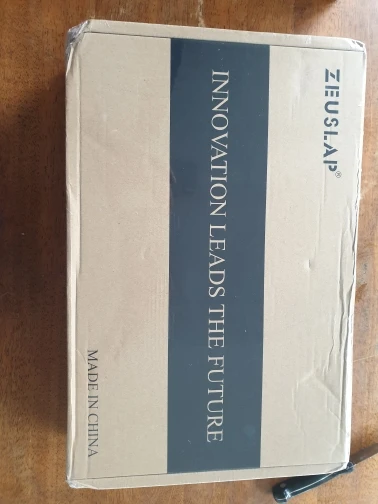 ZEUSLAP®
INNOVATION LEADS THE FUTURE
MADE IN CHINA